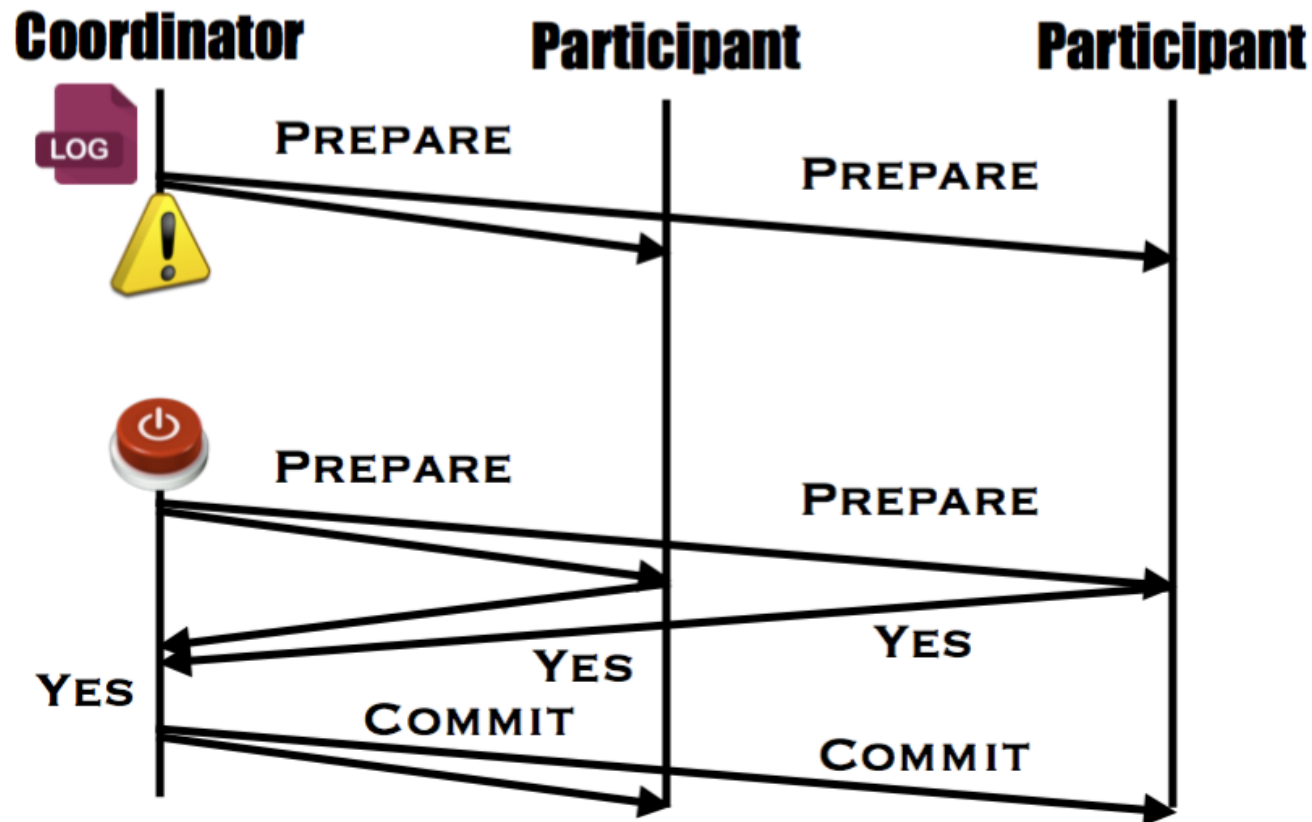 Coordinator Participant Participant
LOG
PREPARE
PREPARE
PREPARE
PREPARE
YES
YES
YES
COMMIT
COMMIT